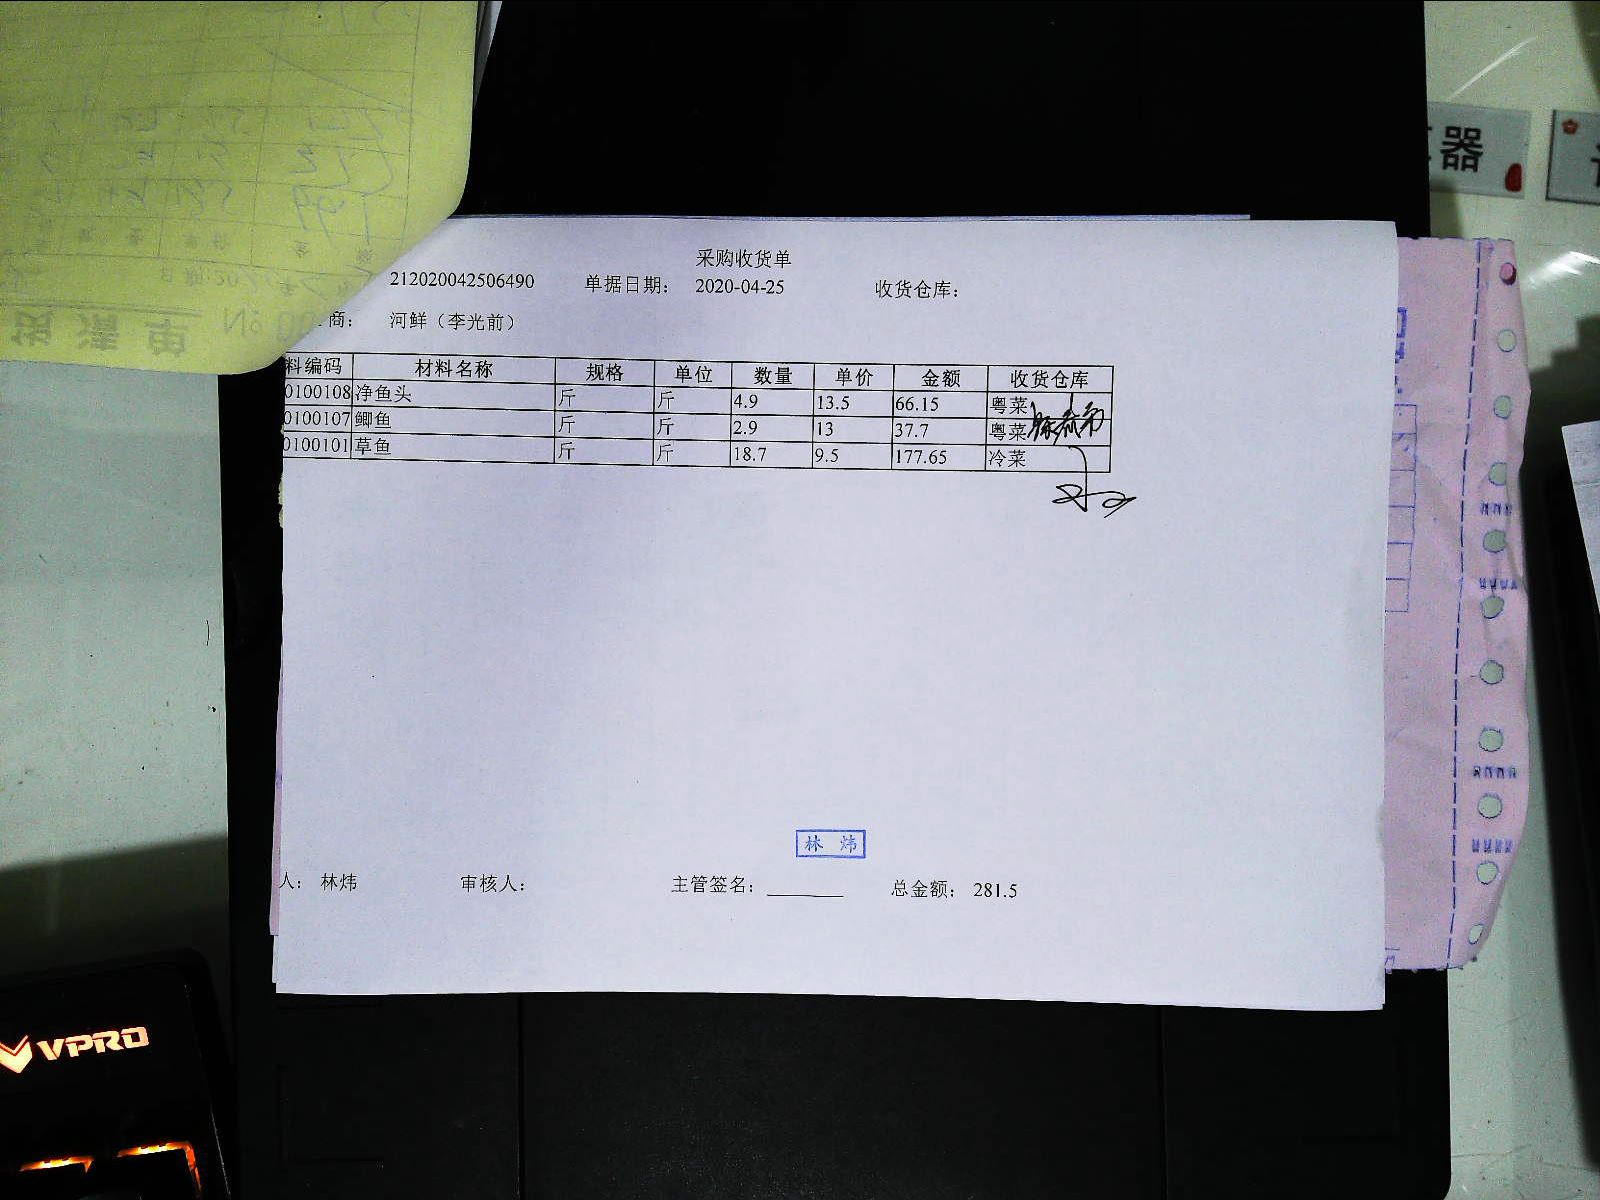 采购收货单
212020042506490 单据日期： 2020-04-25 收货仓库：
商： 河鲜（李光前）
料编码 材料名称 规格 单位 数量 单价 金额 收货仓库
0100108 净鱼头 斤 斤 4.9 13.5 66.15 粤菜
0100107 鲫鱼 斤 斤 2.9 13 37.7 粤菜
0100101 草鱼 斤 斤 18.7 9.5 177.65 冷菜
林 炜
人： 林炜 审核人： 主管签名： 总金额： 281.5
器
货清单 №
VPRO